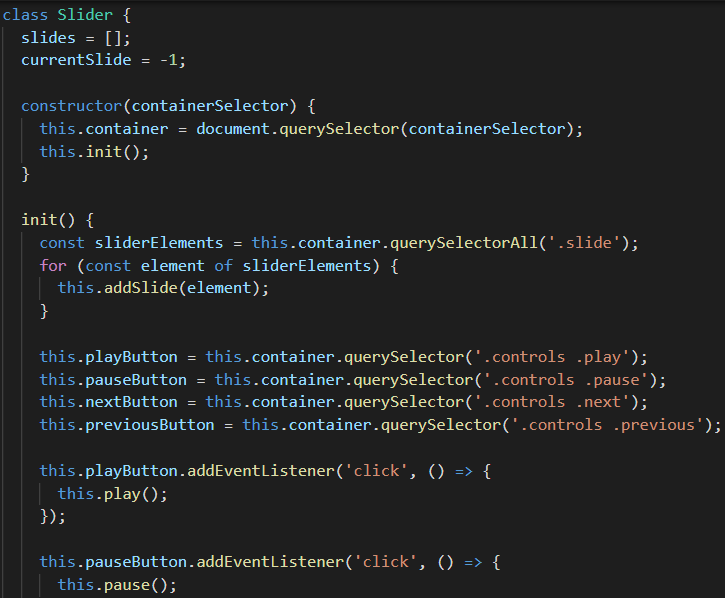 class Slider {
  slides = [];
  currentSlide = -1;

  constructor(containerSelector) {
    this.container = document.querySelector(containerSelector);
    this.init();
  }

  init() {
    const sliderElements = this.container.querySelectorAll('.slide');
    for (const element of sliderElements) {
      this.addSlide(element);
    }

    this.playButton = this.container.querySelector('.controls .play');
    this.pauseButton = this.container.querySelector('.controls .pause');
    this.nextButton = this.container.querySelector('.controls .next');
    this.previousButton = this.container.querySelector('.controls .previous');

    this.playButton.addEventListener('click', () => {
      this.play();
    });

    this.pauseButton.addEventListener('click', () => {
      this.pause();